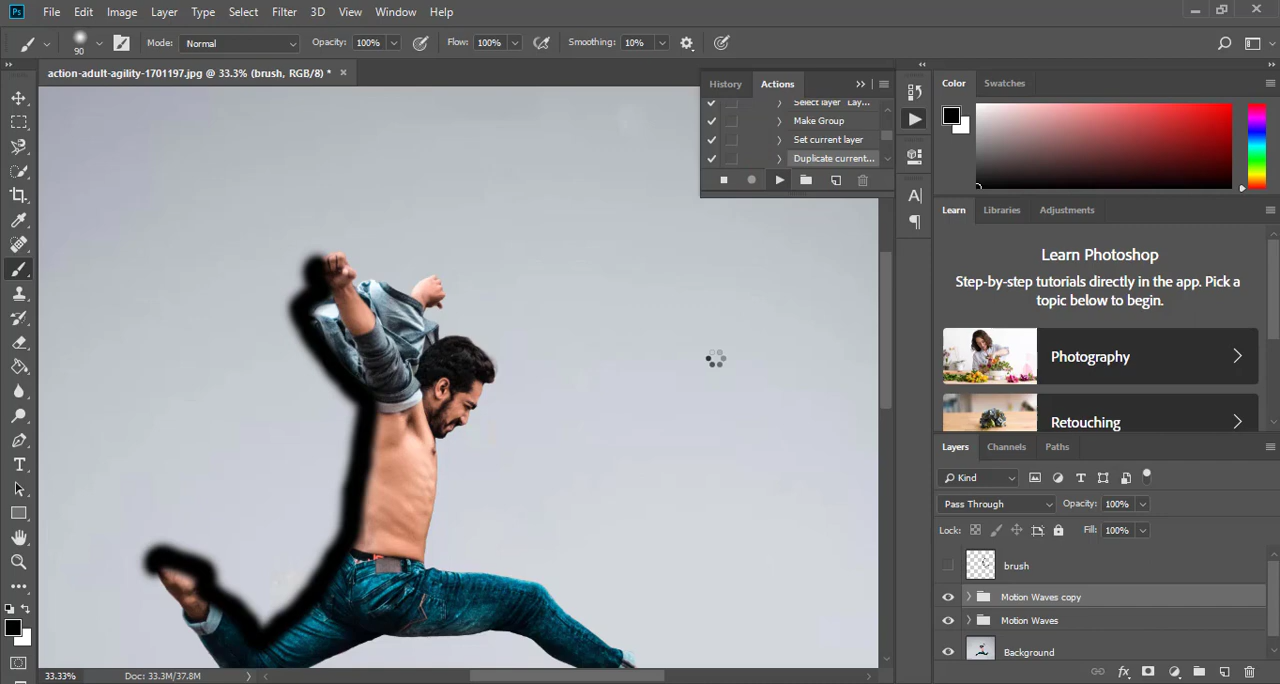 Ps File Edit Image Layer Type Select Filter 3D View Window Help
90 Mode: Normal Opacity: 100% Flow: 100% Smoothing: 10%
action-adult-agility-1701197.jpg @ 33.3% (brush, RGB/8) * ×
History Actions
Select layer "Lay...
Make Group
Set current layer
Duplicate current...
Color Swatches
Learn Libraries Adjustments
Learn Photoshop
Step-by-step tutorials directly in the app. Pick a
topic below to begin.
Photography
Retouching
Layers Channels Paths
Kind
Pass Through Opacity: 100%
Lock: Fill: 100%
brush
Motion Waves copy
Motion Waves
Background
33.33% Doc: 33.3M/37.8M